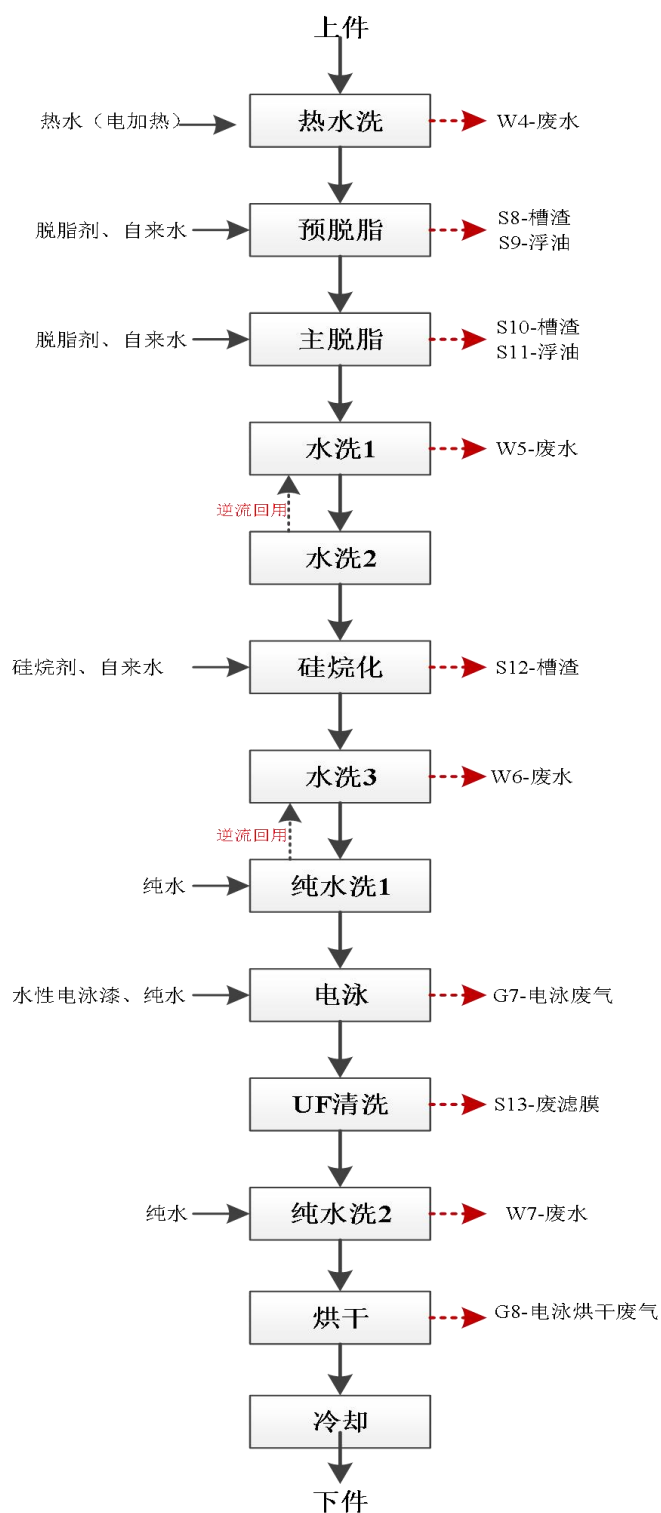 上件
热水（电加热）
热水洗
W4-废水
脱脂剂、自来水
预脱脂
S8-槽渣
S9-浮油
脱脂剂、自来水
主脱脂
S10-槽渣
S11-浮油
水洗1
W5-废水
逆流回用
水洗2
硅烷剂、自来水
硅烷化
S12-槽渣
水洗3
W6-废水
逆流回用
纯水
纯水洗1
水性电泳漆、纯水
电泳
G7-电泳废气
UF清洗
S13-废滤膜
纯水
纯水洗2
W7-废水
烘干
G8-电泳烘干废气
冷却
下件